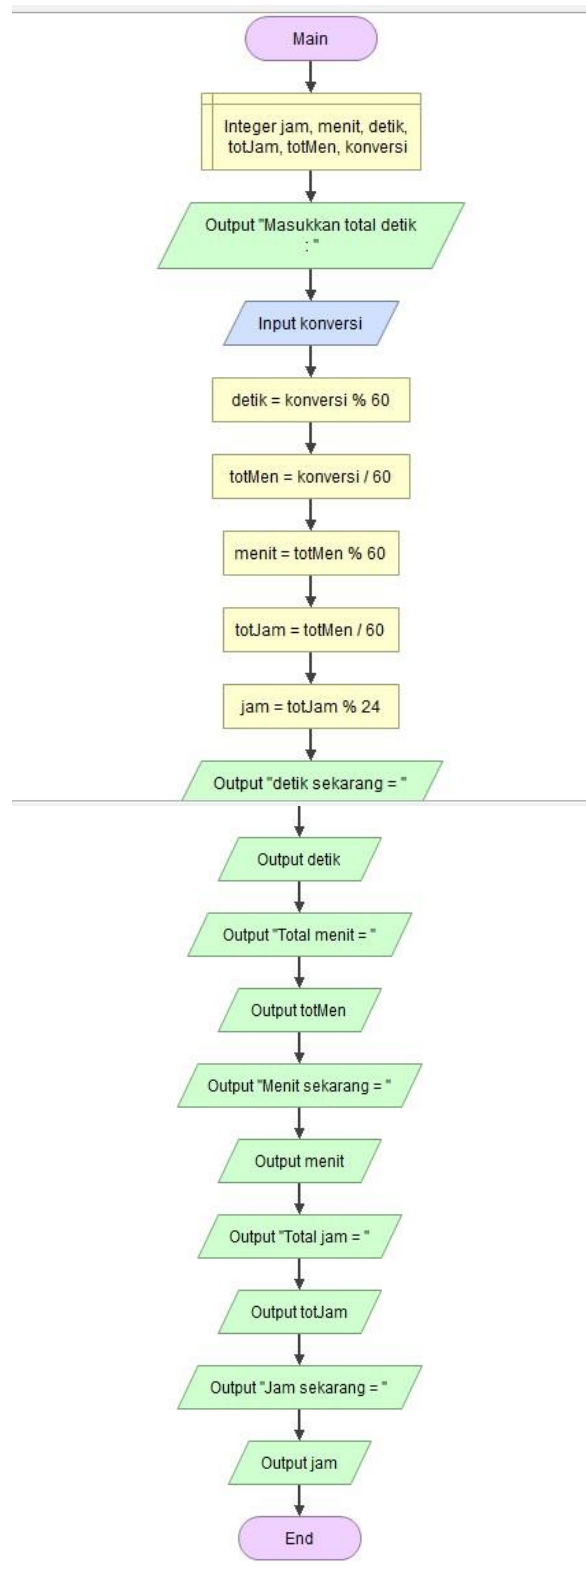 Main
Integer jam, menit, detik,
totJam, totMen, konversi
Output "Masukkan total detik
: "
Input konversi
detik = konversi % 60
totMen = konversi / 60
menit = totMen % 60
totJam = totMen / 60
jam = totJam % 24
Output "detik sekarang = "
Output detik
Output "Total menit = "
Output totMen
Output "Menit sekarang = "
Output menit
Output "Total jam = "
Output totJam
Output "Jam sekarang = "
Output jam
End